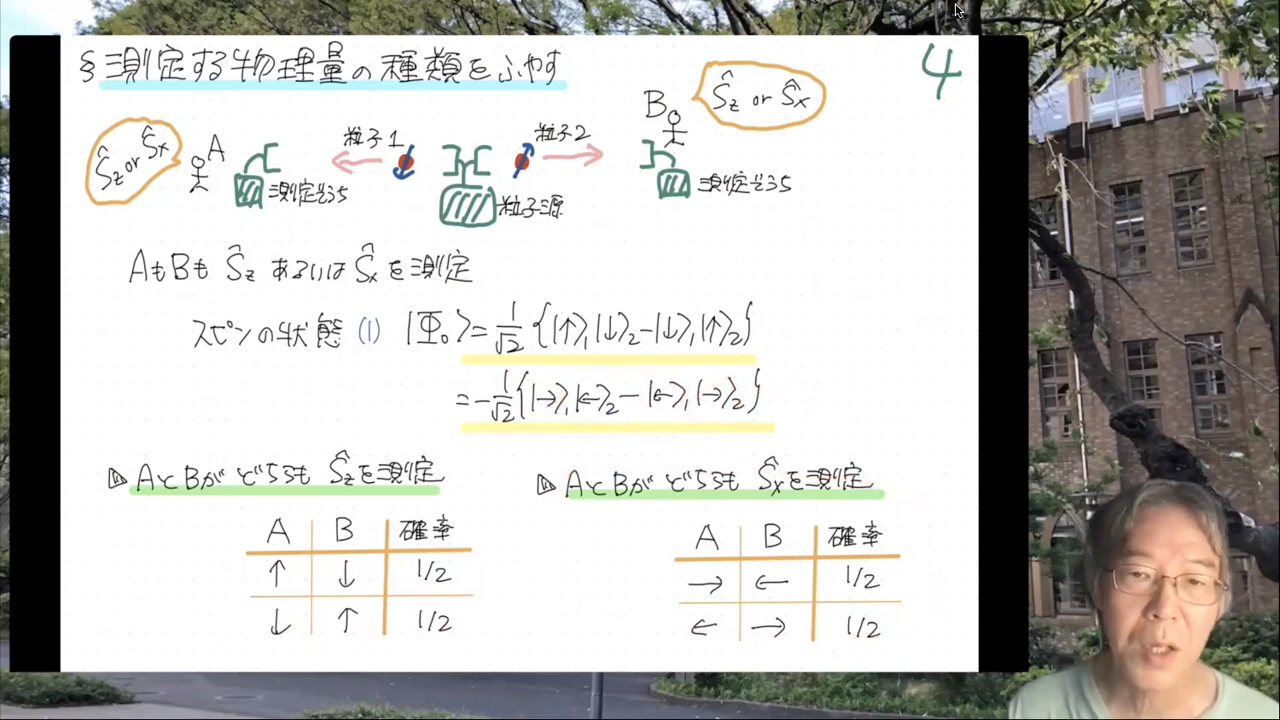 § 測定する物理量の種類をふやす
4
Ŝz or Ŝx
A
測定そうち
粒子1
粒子源
粒子2
B
Ŝz or Ŝx
測定そうち
AもBも Ŝz あるいは Ŝxを測定
スピンの状態 (1) |Φ₀〉= 1/√2 {|↑〉₁|↓〉₂-|↓〉₁|↑〉₂}
= -1/√2 {|→〉₁|←〉₂-|←〉₁|→〉₂}
AとBが どちらも Ŝzを測定
A B 確率
↑ ↓ 1/2
↓ ↑ 1/2
AとBが どちらも Ŝxを測定
A B 確率
→ ← 1/2
← → 1/2